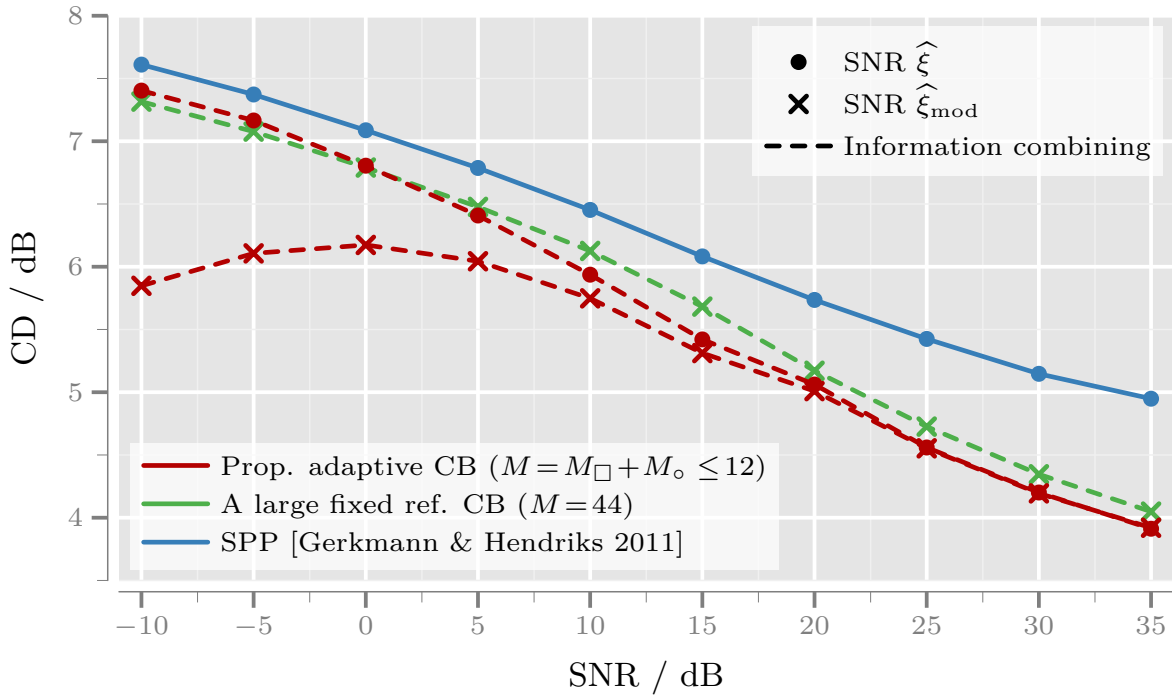 8
7
6
5
4
CD / dB
SNR ξ̂
SNR ξ̂_mod
Information combining
Prop. adaptive CB (M = M□ + M∘ ≤ 12)
A large fixed ref. CB (M = 44)
SPP [Gerkmann & Hendriks 2011]
−10 −5 0 5 10 15 20 25 30 35
SNR / dB